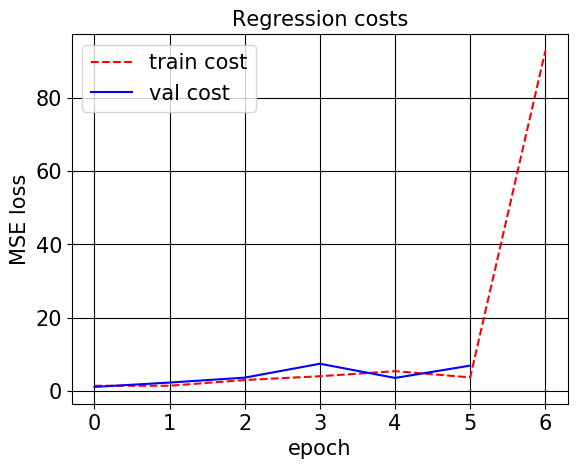 Regression costs
train cost
val cost
MSE loss
80
60
40
20
0
0 1 2 3 4 5 6
epoch